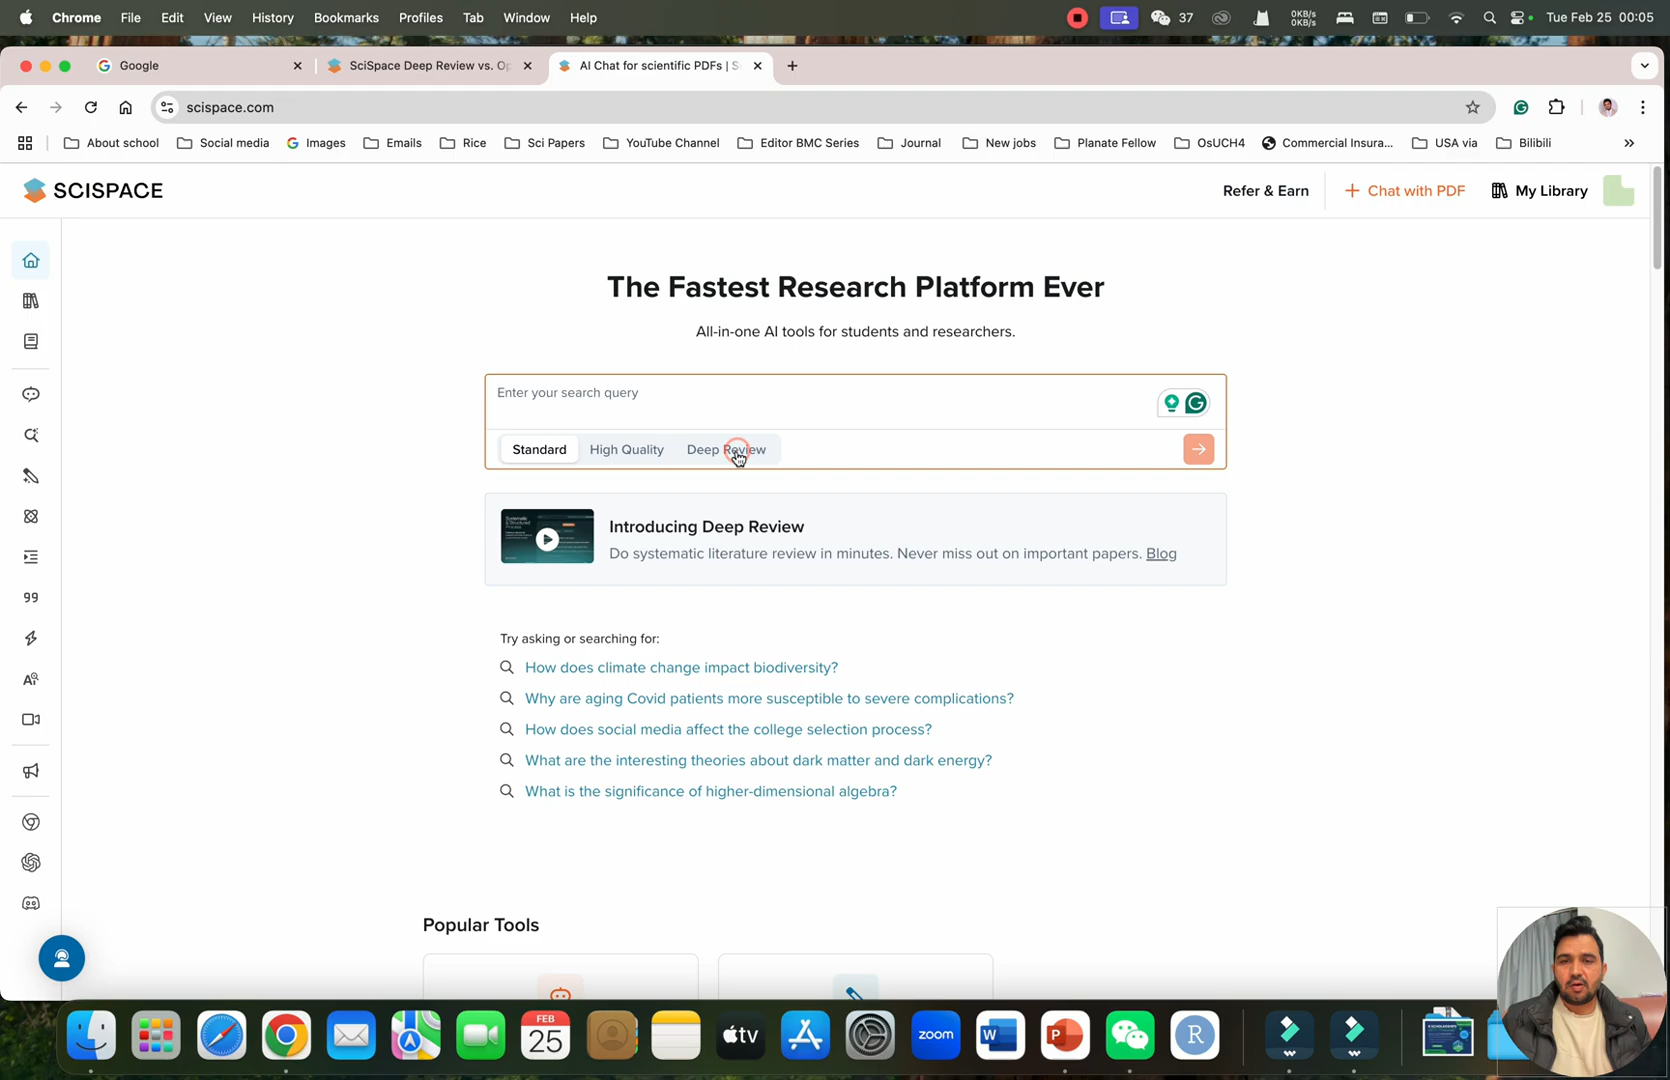 Chrome File Edit View History Bookmarks Profiles Tab Window Help 37 0KB/s 0KB/s Tue Feb 25 00:05
Google SciSpace Deep Review vs. Op AI Chat for scientific PDFs | S
scispace.com
About school Social media Images Emails Rice Sci Papers YouTube Channel Editor BMC Series Journal New jobs Planate Fellow OsUCH4 Commercial Insura... USA via Bilibili
SCISPACE Refer & Earn Chat with PDF My Library
The Fastest Research Platform Ever
All-in-one AI tools for students and researchers.
Enter your search query
Standard High Quality Deep Review
Introducing Deep Review
Do systematic literature review in minutes. Never miss out on important papers. Blog
Try asking or searching for:
How does climate change impact biodiversity?
Why are aging Covid patients more susceptible to severe complications?
How does social media affect the college selection process?
What are the interesting theories about dark matter and dark energy?
What is the significance of higher-dimensional algebra?
Popular Tools
FEB
25
tv
zoom
W
P
R